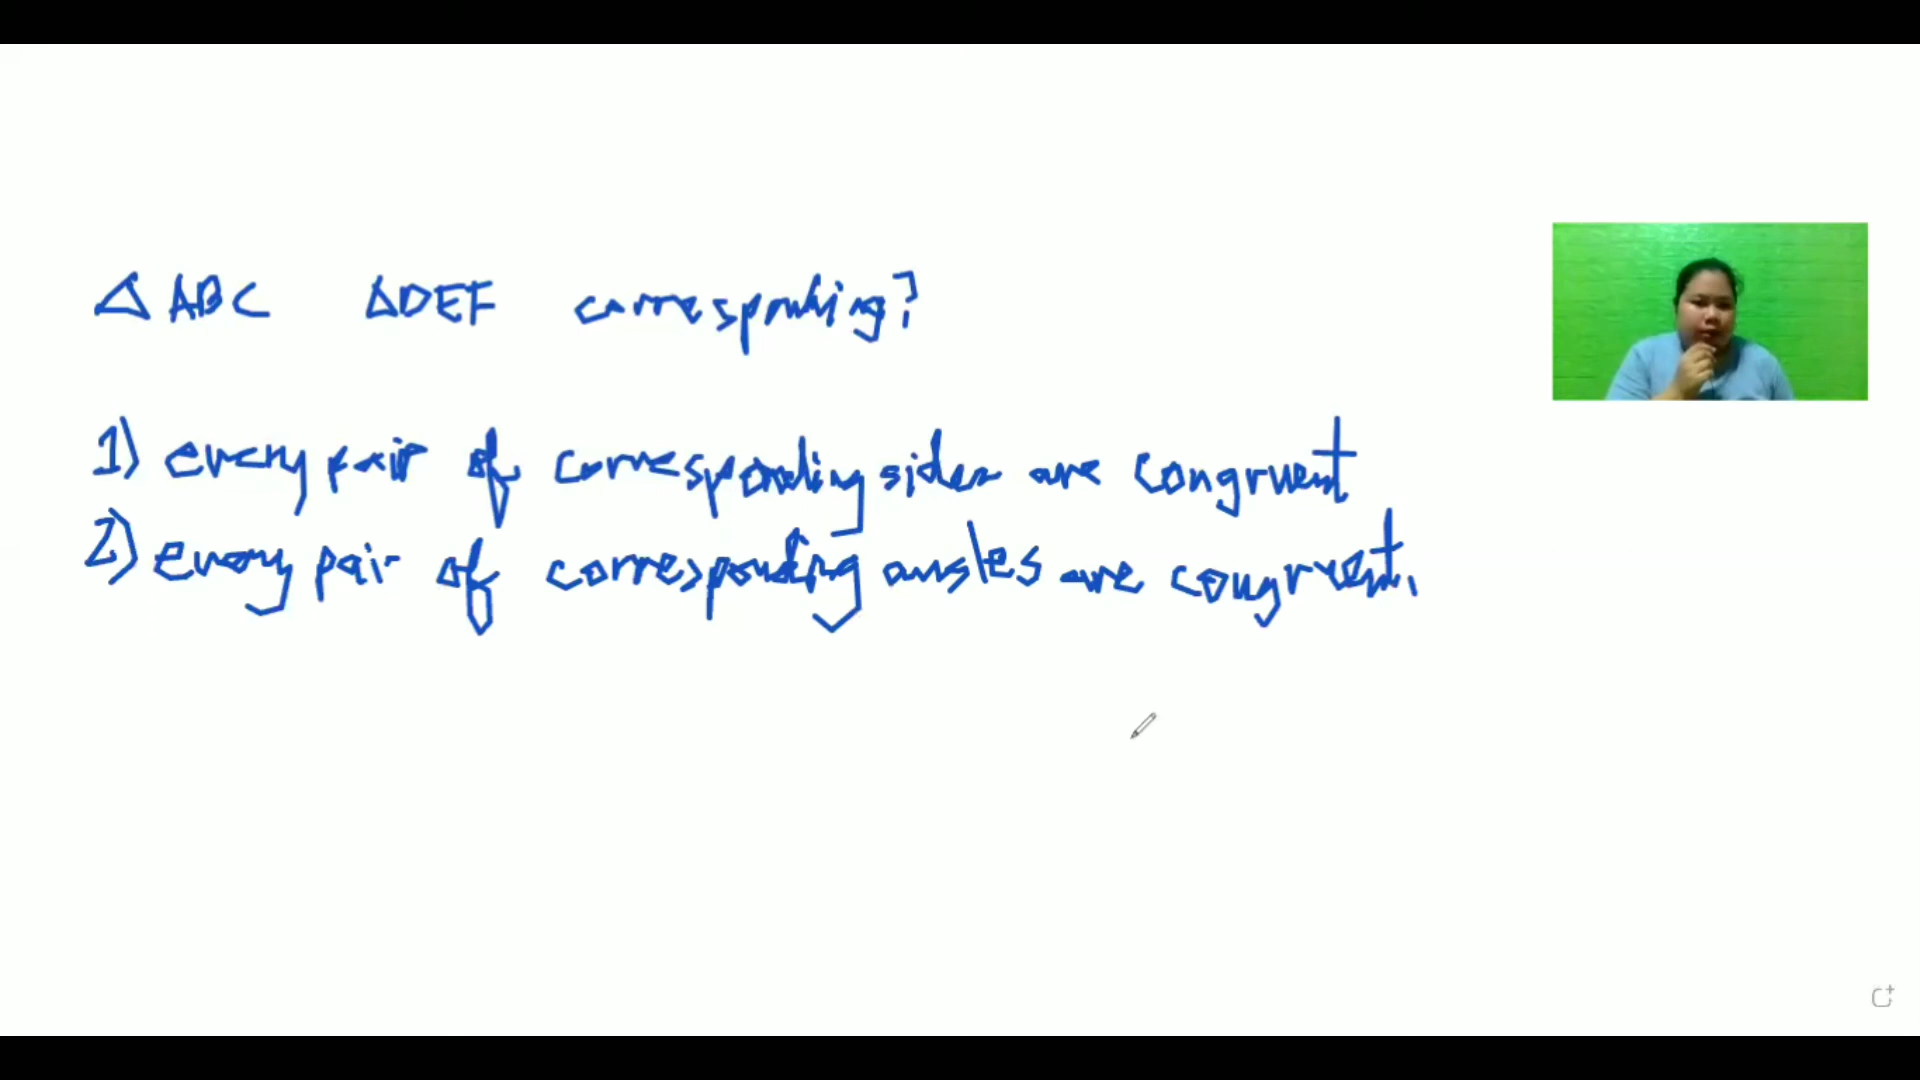 △ ABC △DEF corresponding?
1) every pair of corresponding sides are congruent
2) every pair of corresponding angles are congruent.